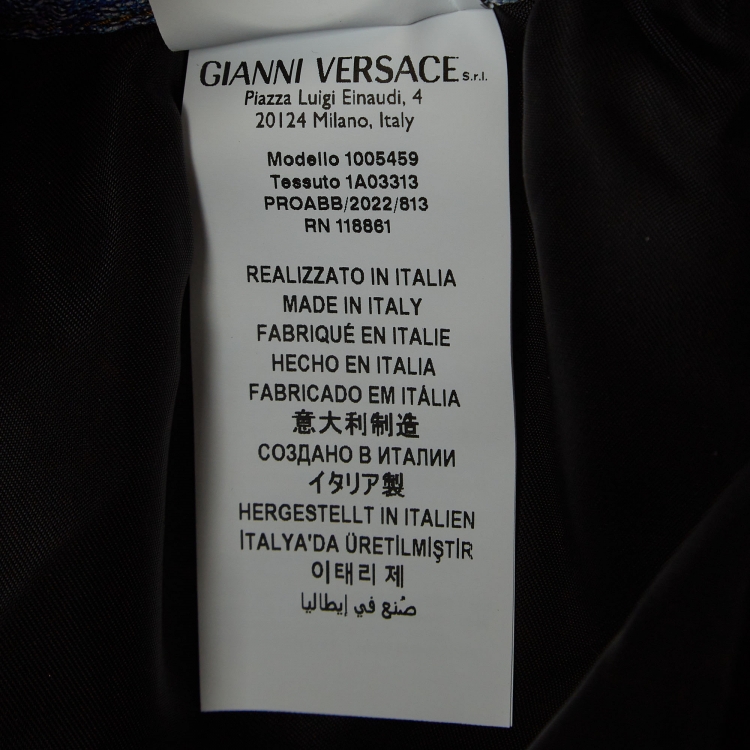 GIANNI VERSACE S.r.l.
Piazza Luigi Einaudi, 4
20124 Milano, Italy
Modello 1005459
Tessuto 1A03313
PROABB/2022/813
RN 118861
REALIZZATO IN ITALIA
MADE IN ITALY
FABRIQUÉ EN ITALIE
HECHO EN ITALIA
FABRICADO EM ITÁLIA
意大利制造
СОЗДАНО В ИТАЛИИ
イタリア製
HERGESTELLT IN ITALIEN
İTALYA'DA ÜRETİLMİŞTİR
이태리 제
صُنع في إيطاليا